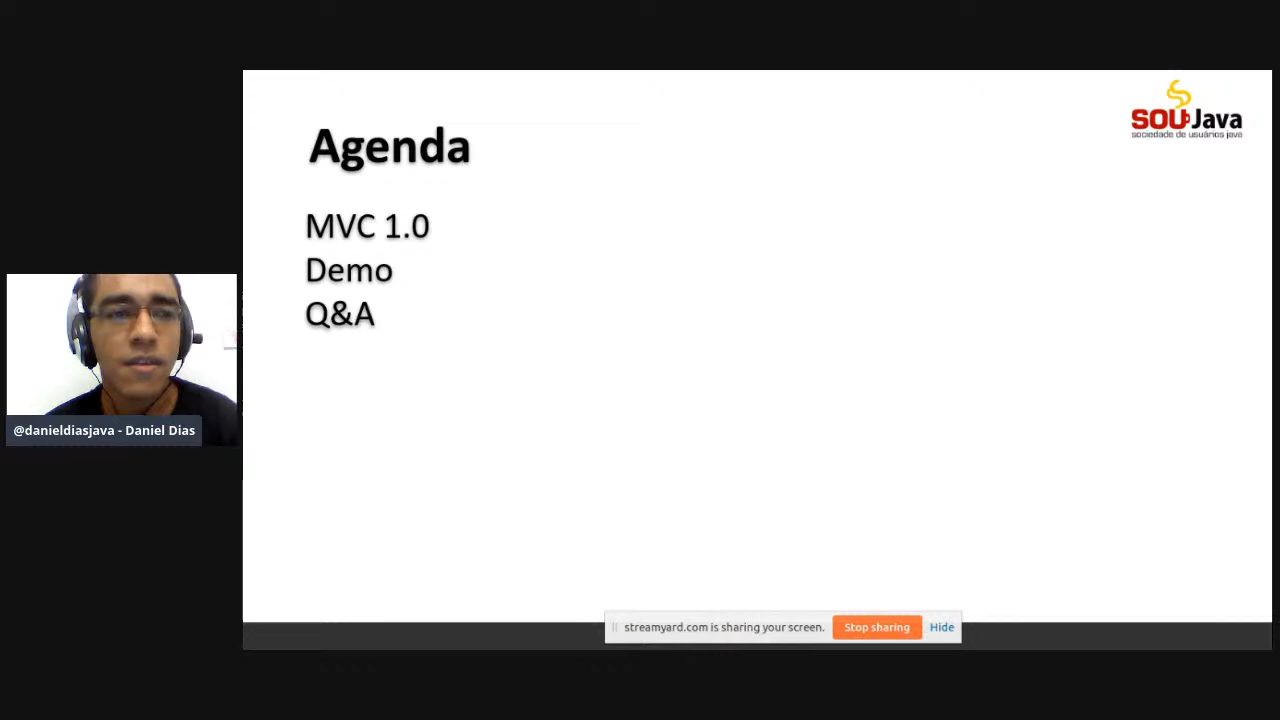 SOUJava
sociedade de usuários java
Agenda
MVC 1.0
Demo
Q&A
@danieldiasjava - Daniel Dias
streamyard.com is sharing your screen.
Stop sharing
Hide